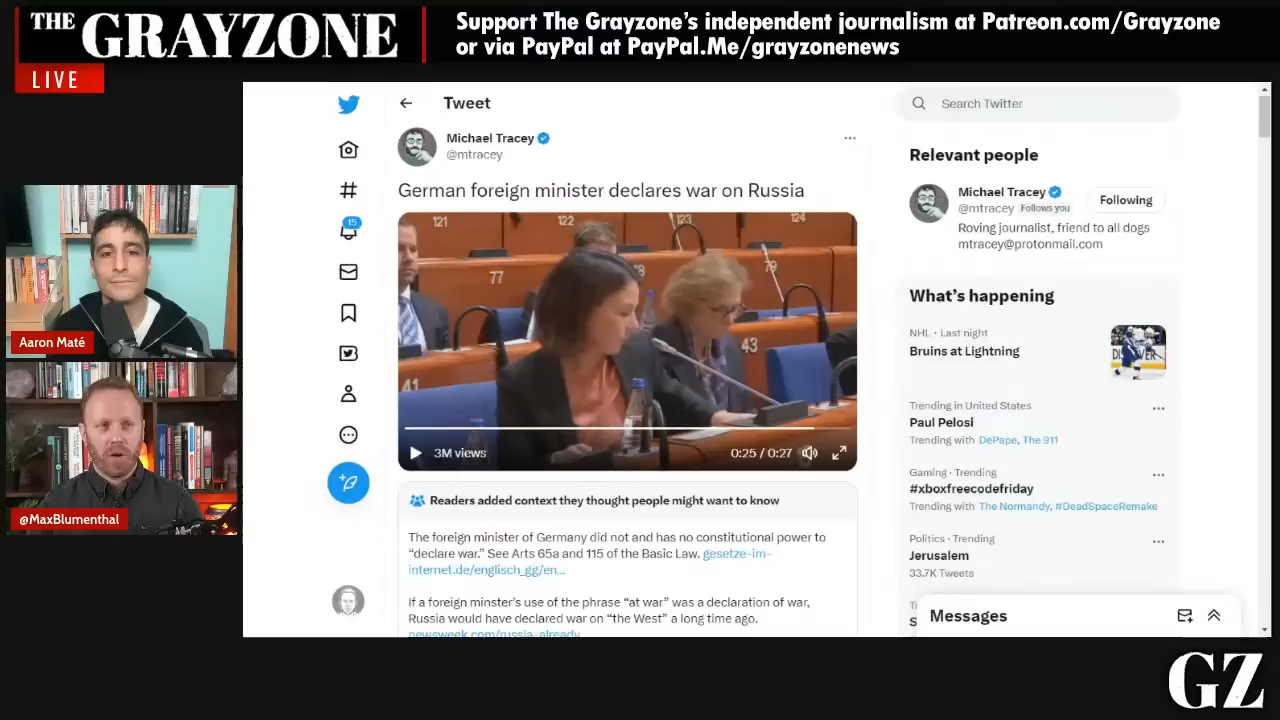 THE GRAYZONE
LIVE
Support The Grayzone's independent journalism at Patreon.com/Grayzone
or via PayPal at PayPal.Me/grayzonenews
Aaron Maté
@MaxBlumenthal
Tweet
Michael Tracey
@mtracey
German foreign minister declares war on Russia
121
122
123
124
77
79
41
43
3M views
0:25 / 0:27
Readers added context they thought people might want to know
The foreign minister of Germany did not and has no constitutional power to
"declare war." See Arts 65a and 115 of the Basic Law. gesetze-im-
internet.de/englisch_gg/en...
If a foreign minster's use of the phrase "at war" was a declaration of war,
Russia would have declared war on "the West" a long time ago.
newsweek.com/russia-already
15
Search Twitter
Relevant people
Michael Tracey
@mtracey Follows you
Following
Roving journalist, friend to all dogs
mtracey@protonmail.com
What's happening
NHL · Last night
Bruins at Lightning
Trending in United States
Paul Pelosi
Trending with DePape, The 911
Gaming · Trending
#xboxfreecodefriday
Trending with The Normandy, #DeadSpaceRemake
Politics · Trending
Jerusalem
33.7K Tweets
Messages
GZ